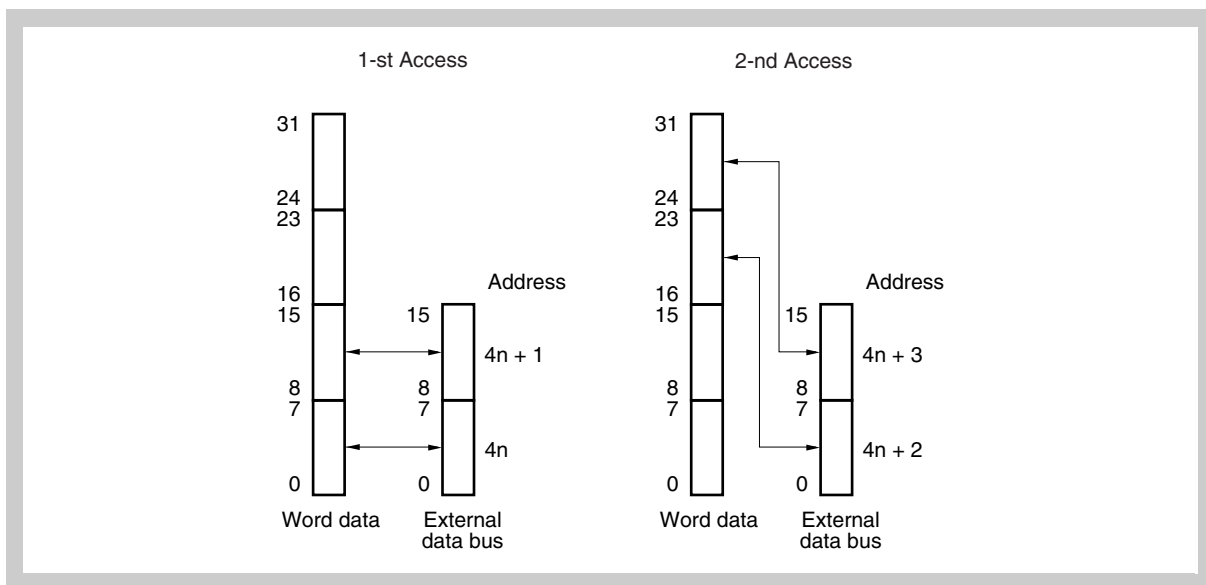 1-st Access
2-nd Access
31
24
23
16
15
8
7
0
Word data
Address
15
4n + 1
8
7
4n
0
External
data bus
31
24
23
16
15
8
7
0
Word data
Address
15
4n + 3
8
7
4n + 2
0
External
data bus